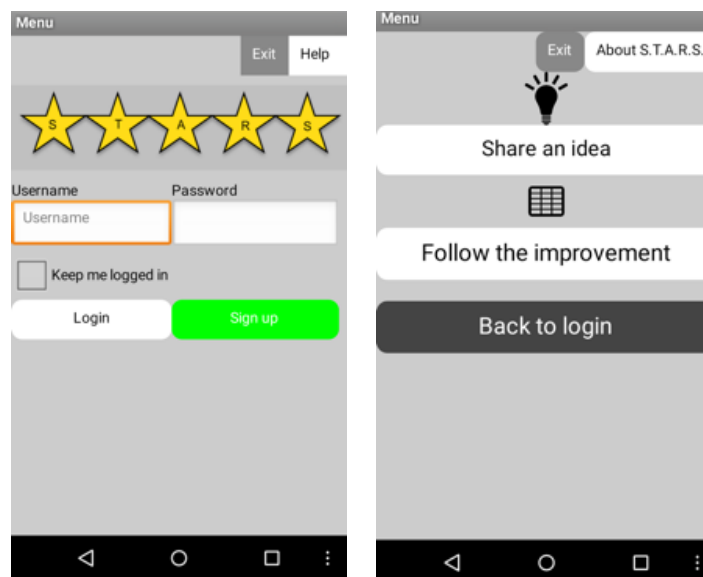 Menu
Exit Help
S T A R S
Username Password
Username
Keep me logged in
Login Sign up
Menu
Exit About S.T.A.R.S.
Share an idea
Follow the improvement
Back to login